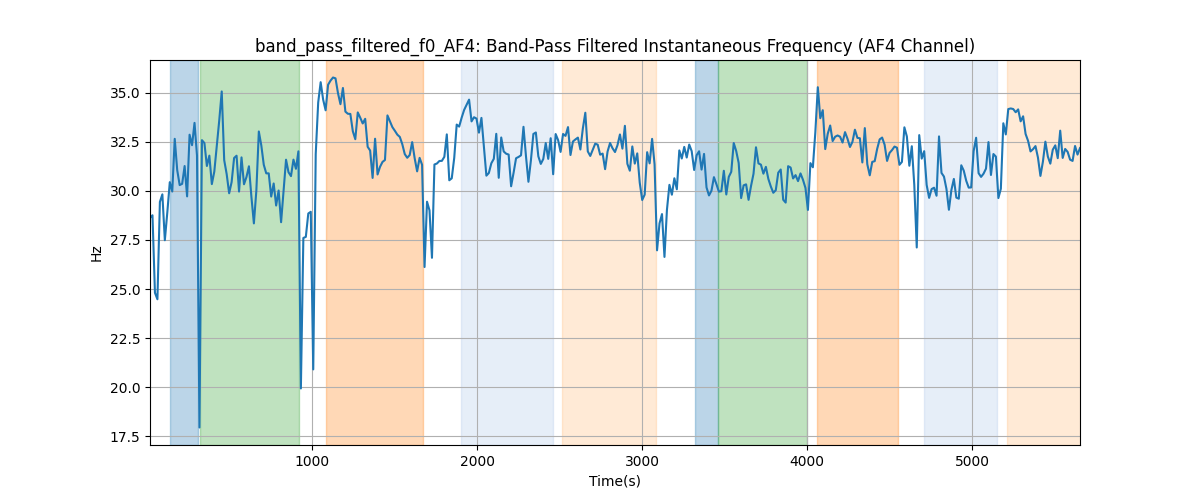 band_pass_filtered_f0_AF4: Band-Pass Filtered Instantaneous Frequency (AF4 Channel)
35.0
32.5
30.0
27.5
25.0
22.5
20.0
17.5
Hz
1000 2000 3000 4000 5000
Time(s)